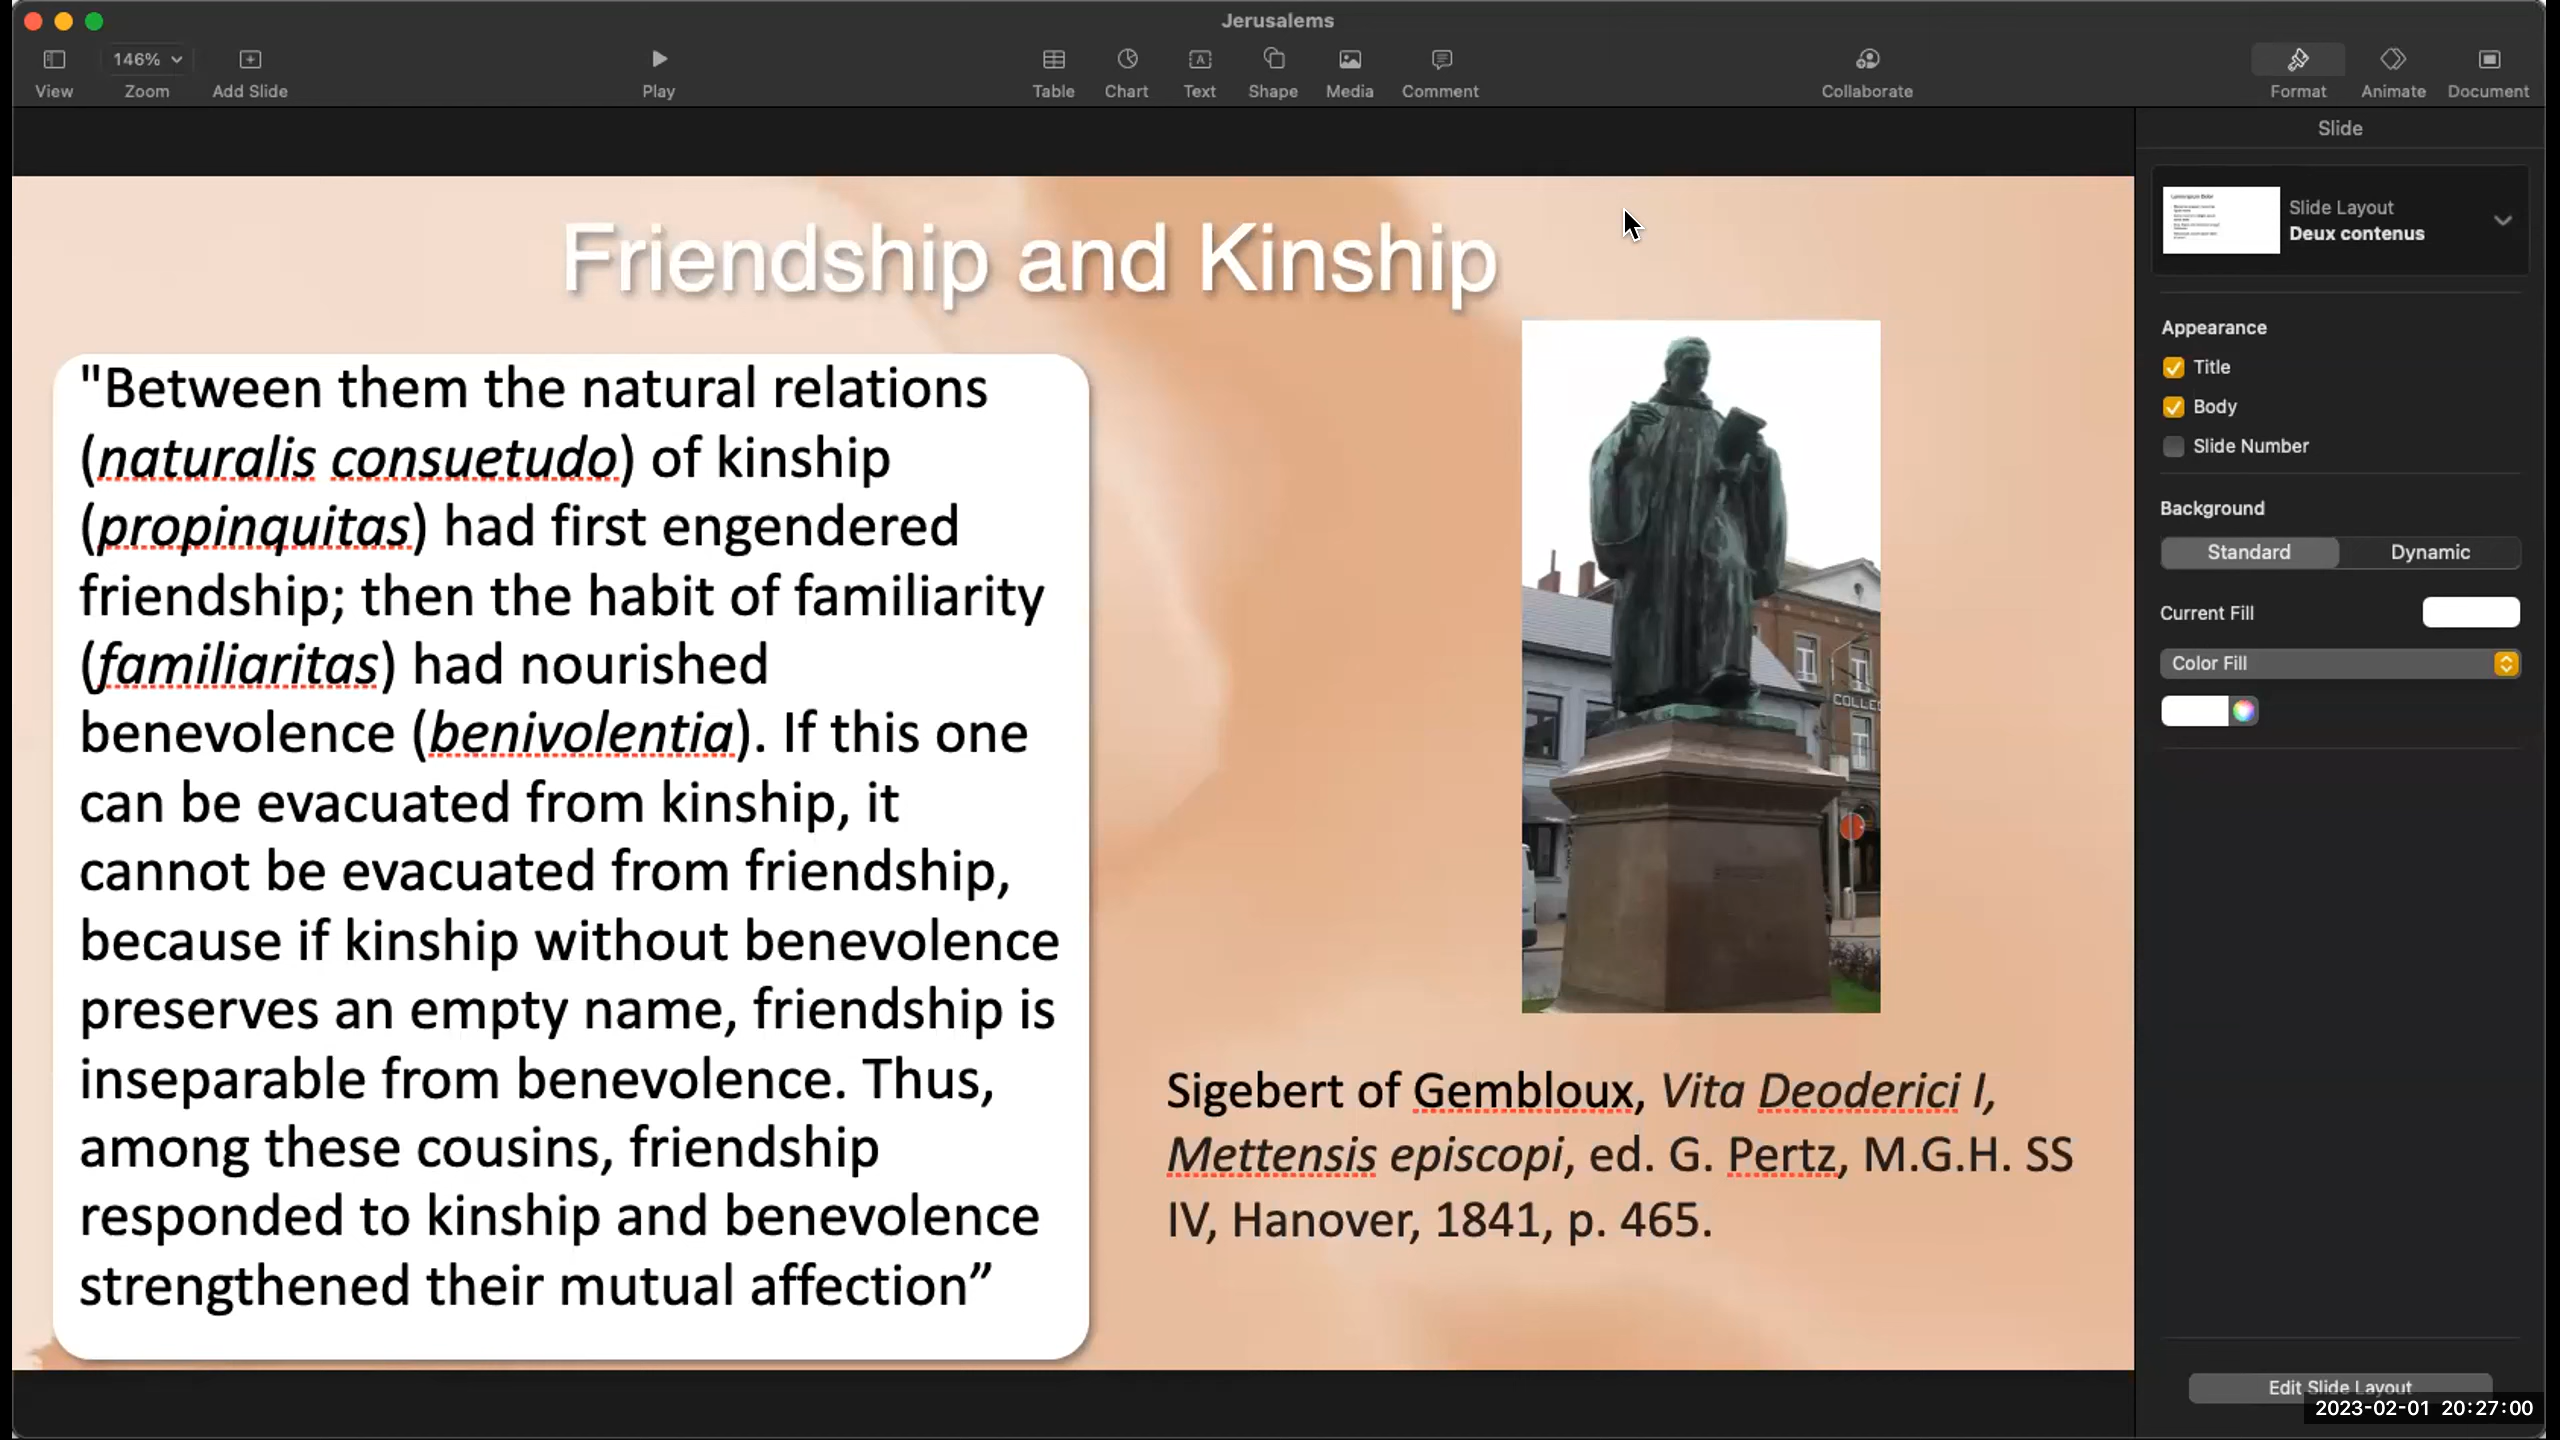 Jerusalems
146%
View
Zoom
Add Slide
Play
Table
Chart
Text
Shape
Media
Comment
Collaborate
Format
Animate
Document
Slide
Slide Layout
Deux contenus
Appearance
Title
Body
Slide Number
Background
Standard
Dynamic
Current Fill
Color Fill
Edit Slide Layout
2023-02-01 20:27:00
Friendship and Kinship
"Between them the natural relations
(naturalis consuetudo) of kinship
(propinquitas) had first engendered
friendship; then the habit of familiarity
(familiaritas) had nourished
benevolence (benivolentia). If this one
can be evacuated from kinship, it
cannot be evacuated from friendship,
because if kinship without benevolence
preserves an empty name, friendship is
inseparable from benevolence. Thus,
among these cousins, friendship
responded to kinship and benevolence
strengthened their mutual affection”
COLLE
Sigebert of Gembloux, Vita Deoderici I,
Mettensis episcopi, ed. G. Pertz, M.G.H. SS
IV, Hanover, 1841, p. 465.